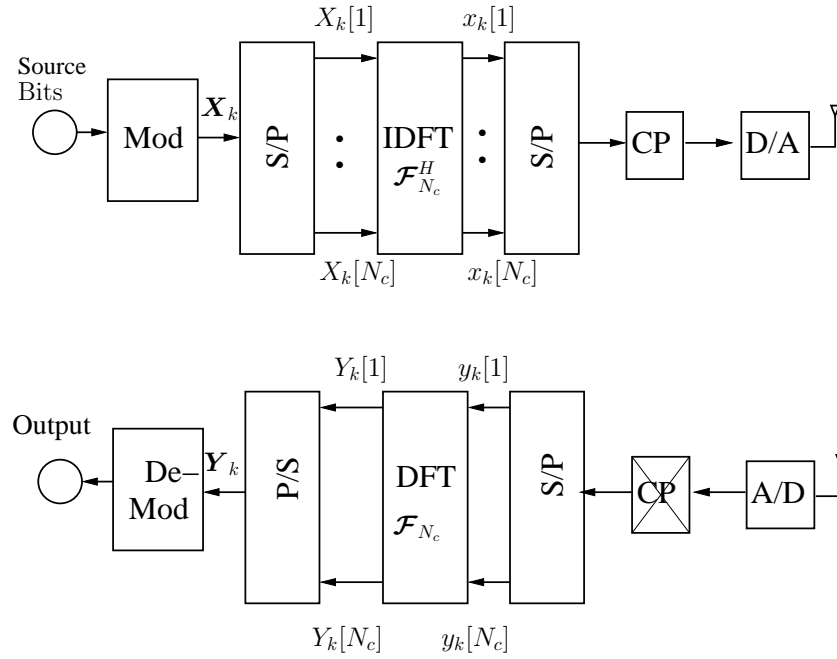 X_k[1]
x_k[1]
Source
Bits
Mod
X_k
S/P
IDFT
F^H_{N_c}
S/P
CP
D/A
X_k[N_c]
x_k[N_c]
Y_k[1]
y_k[1]
Output
De–
Mod
Y_k
P/S
DFT
F_{N_c}
S/P
CP
A/D
Y_k[N_c]
y_k[N_c]